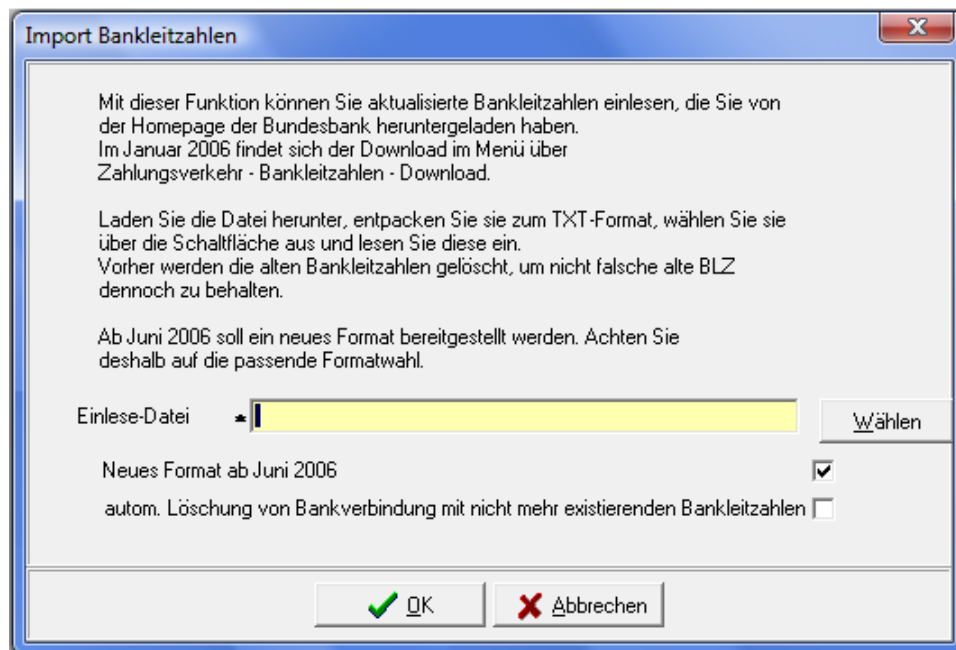 Import Bankleitzahlen
Mit dieser Funktion können Sie aktualisierte Bankleitzahlen einlesen, die Sie von
der Homepage der Bundesbank heruntergeladen haben.
Im Januar 2006 findet sich der Download im Menü über
Zahlungsverkehr - Bankleitzahlen - Download.
Laden Sie die Datei herunter, entpacken Sie sie zum TXT-Format, wählen Sie sie
über die Schaltfläche aus und lesen Sie diese ein.
Vorher werden die alten Bankleitzahlen gelöscht, um nicht falsche alte BLZ
dennoch zu behalten.
Ab Juni 2006 soll ein neues Format bereitgestellt werden. Achten Sie
deshalb auf die passende Formatwahl.
Einlese-Datei * Wählen
Neues Format ab Juni 2006
autom. Löschung von Bankverbindung mit nicht mehr existierenden Bankleitzahlen
OK Abbrechen